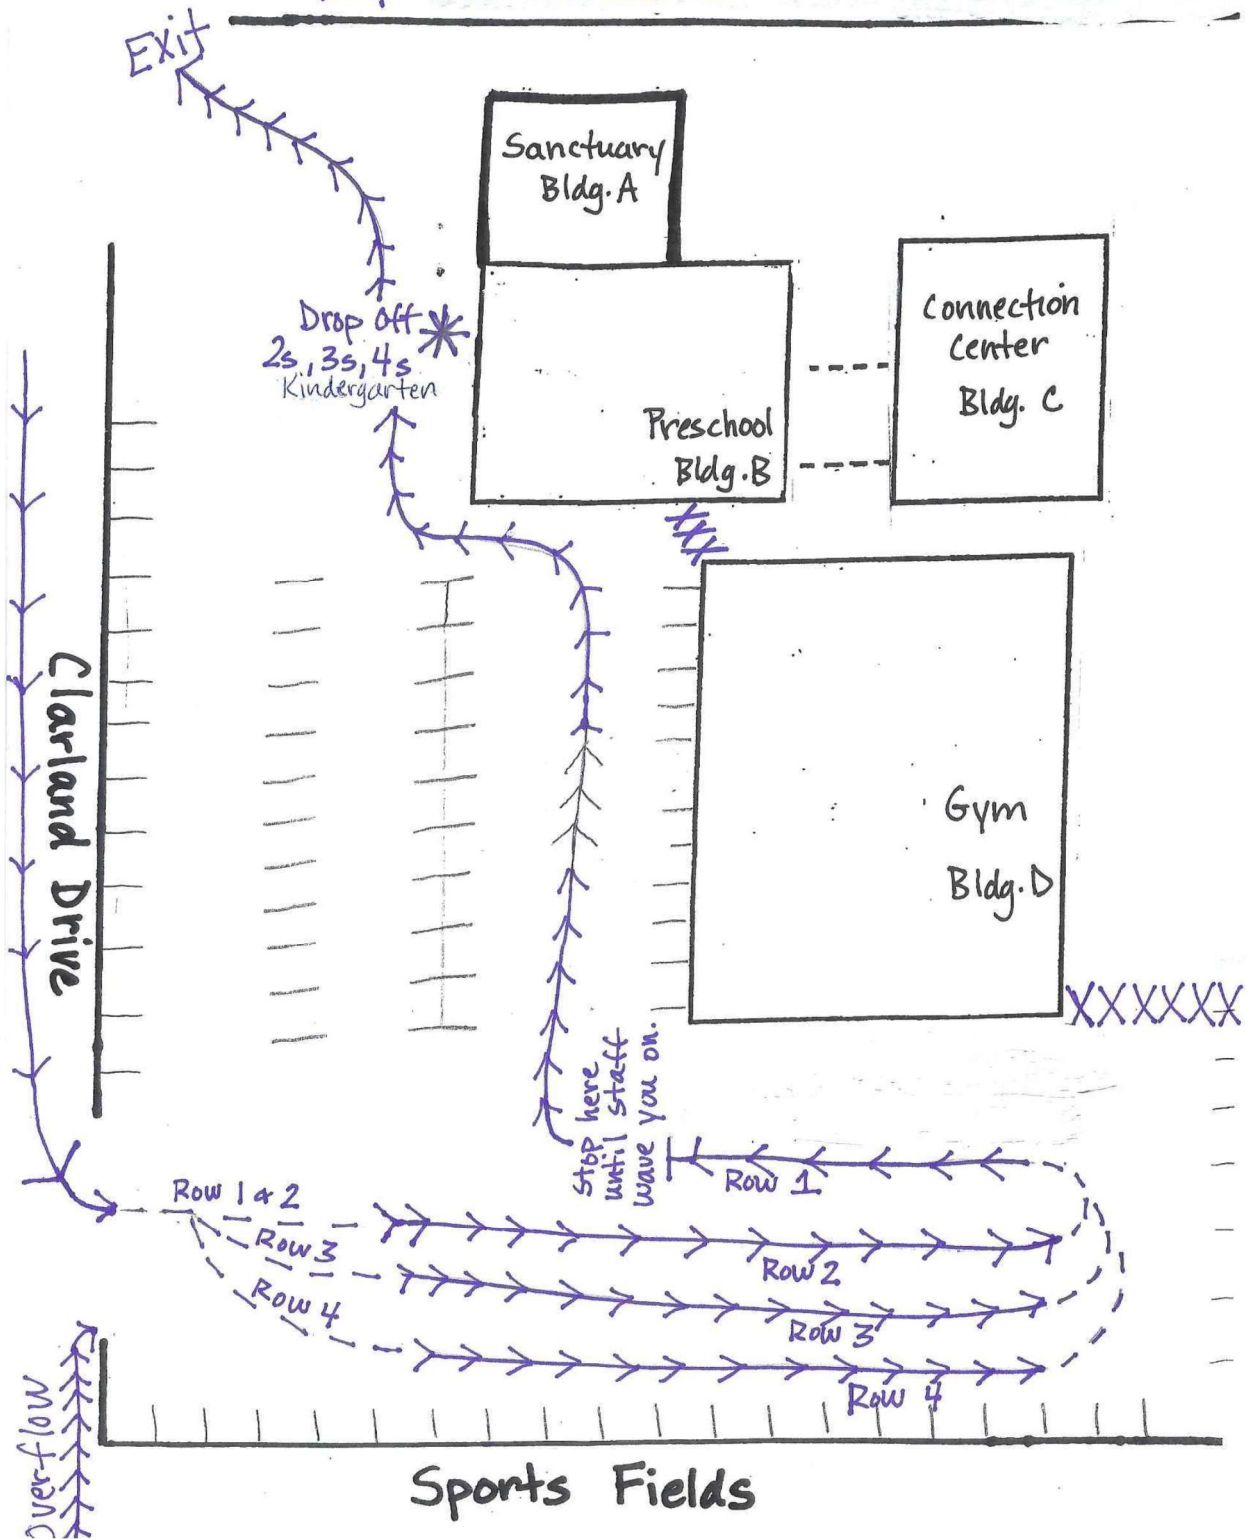 Exit
Sanctuary
Bldg. A
Connection
Center
Bldg. C
Drop Off
2s, 3s, 4s
Kindergarten
Preschool
Bldg. B
XXX
Clarland Drive
Gym
Bldg. D
XXXXXX
Stop here
until staff
wave you on.
Row 1
Row 1 & 2
Row 3
Row 4
Row 2
Row 3
Row 4
Overflow
Sports Fields